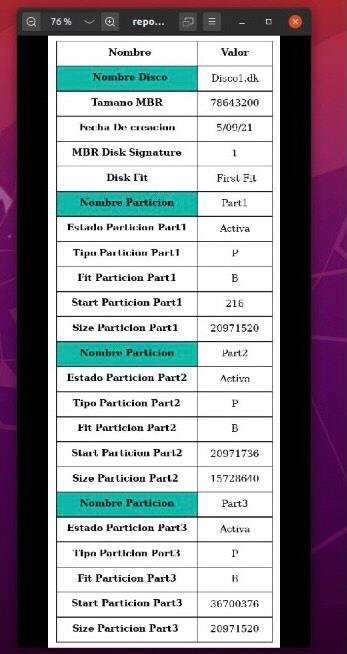 76 %
repo...
Nombre Valor
Nombre Disco Disco1.dk
Tamano MBR 78643200
Fecha De creacion 5/09/21
MBR Disk Signature 1
Disk Fit First Fit
Nombre Particion Part1
Estado Particion Part1 Activa
Tipo Particion Part1 P
Fit Particion Part1 B
Start Particion Part1 216
Size Particion Part1 20971520
Nombre Particion Part2
Estado Particion Part2 Activa
Tipo Particion Part2 P
Fit Particion Part2 B
Start Particion Part2 20971736
Size Particion Part2 15728640
Nombre Particion Part3
Estado Particion Part3 Activa
Tipo Particion Part3 P
Fit Particion Part3 B
Start Particion Part3 36700376
Size Particion Part3 20971520